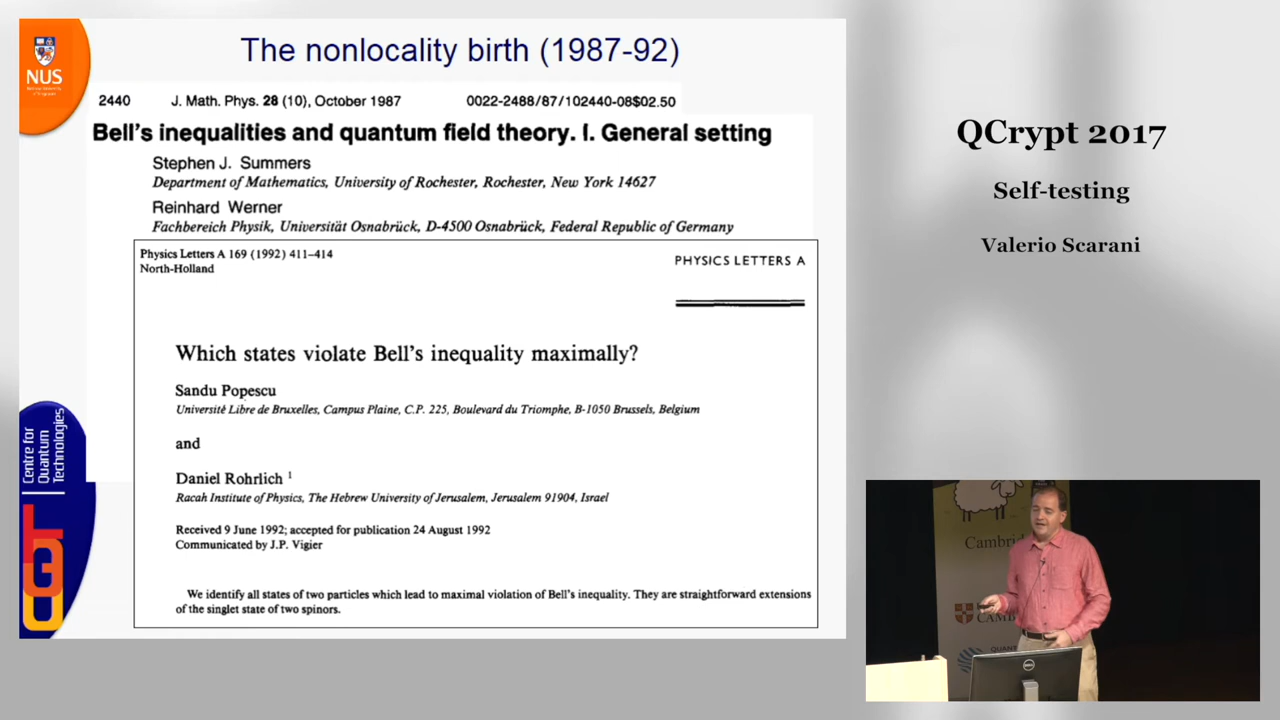 The nonlocality birth (1987-92)
NUS
2440 J. Math. Phys. 28 (10), October 1987 0022-2488/87/102440-08$02.50
Bell's inequalities and quantum field theory. I. General setting
Stephen J. Summers
Department of Mathematics, University of Rochester, Rochester, New York 14627
Reinhard Werner
Fachbereich Physik, Universität Osnabrück, D-4500 Osnabrück, Federal Republic of Germany
Physics Letters A 169 (1992) 411-414
North-Holland
PHYSICS LETTERS A
Which states violate Bell's inequality maximally?
Sandu Popescu
Université Libre de Bruxelles, Campus Plaine, C.P. 225, Boulevard du Triomphe, B-1050 Brussels, Belgium
and
Daniel Rohrlich 1
Racah Institute of Physics, The Hebrew University of Jerusalem, Jerusalem 91904, Israel
Received 9 June 1992; accepted for publication 24 August 1992
Communicated by J.P. Vigier
We identify all states of two particles which lead to maximal violation of Bell's inequality. They are straightforward extensions
of the singlet state of two spinors.
Centre for
Quantum
Technologies
QCrypt 2017
Self-testing
Valerio Scarani
Cambrid
DELL